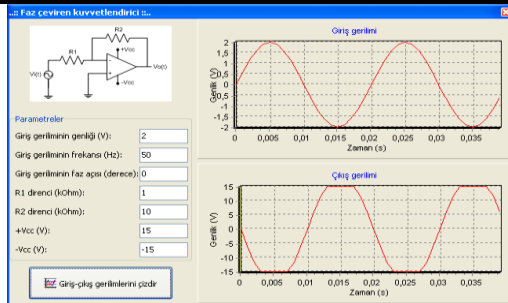 ..:: Faz çeviren kuvvetlendirici ::..
R2
R1
+Vcc
Vi(t)
Vo(t)
-Vcc
Parametreler
Giriş geriliminin genliği (V): 2
Giriş geriliminin frekansı (Hz): 50
Giriş geriliminin faz açısı (derece): 0
R1 direnci (kOhm): 1
R2 direnci (kOhm): 10
+Vcc (V): 15
-Vcc (V): -15
Giriş-çıkış gerilimlerini çizdir
Giriş gerilimi
Genlik (V)
2
1,5
1
0,5
0
-0,5
-1
-1,5
-2
0 0,005 0,01 0,015 0,02 0,025 0,03 0,035
Zaman (s)
Çıkış gerilimi
Genlik (V)
15
10
5
0
-5
-10
-15
0 0,005 0,01 0,015 0,02 0,025 0,03 0,035
Zaman (s)